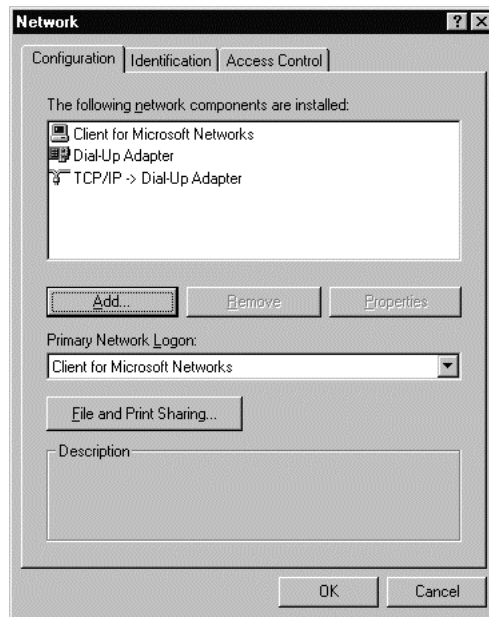 Network
Configuration Identification Access Control
The following network components are installed:
Client for Microsoft Networks
Dial-Up Adapter
TCP/IP -> Dial-Up Adapter
Add... Remove Properties
Primary Network Logon:
Client for Microsoft Networks
File and Print Sharing...
Description
OK Cancel